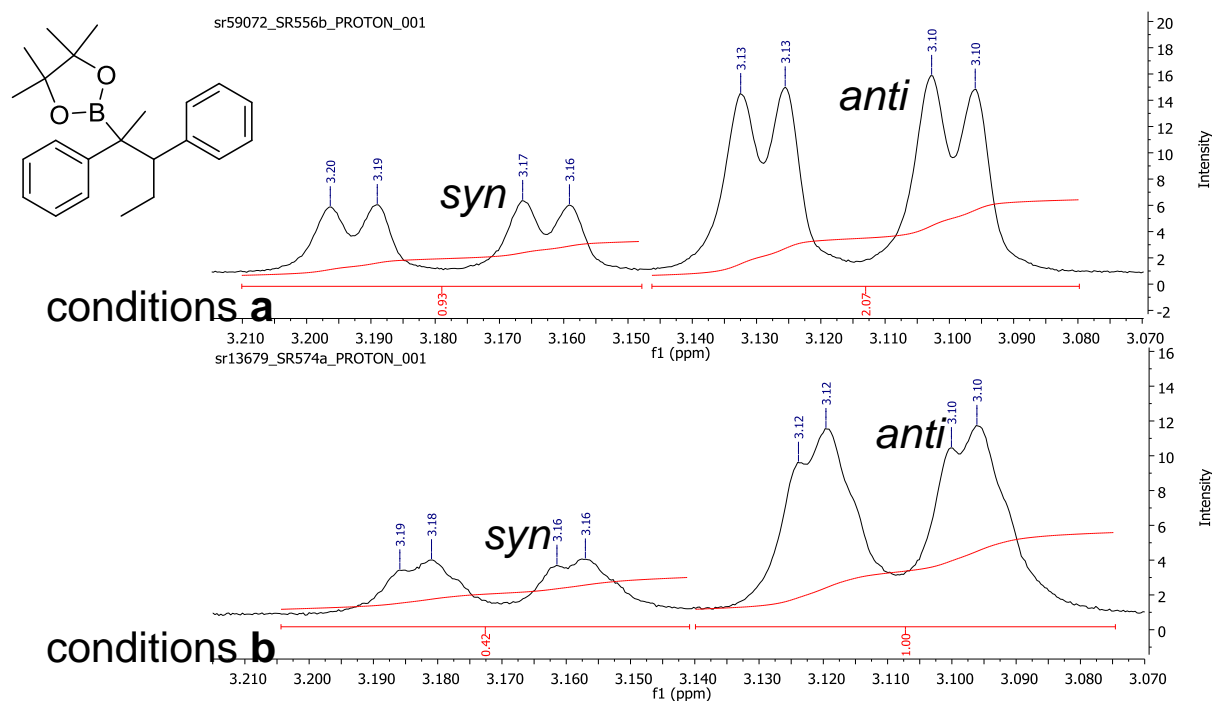 sr59072_SR556b_PROTON_001
O
O
B
syn
anti
3.20
3.19
3.17
3.16
3.13
3.13
3.10
3.10
0.93
2.07
20
18
16
14
12
10
8
6
4
2
0
-2
Intensity
conditions a
3.210 3.200 3.190 3.180 3.170 3.160 3.150 3.140 3.130 3.120 3.110 3.100 3.090 3.080 3.070
f1 (ppm)
sr13679_SR574a_PROTON_001
syn
anti
3.19
3.18
3.16
3.16
3.12
3.12
3.10
3.10
0.42
1.00
16
14
12
10
8
6
4
2
0
Intensity
conditions b
3.210 3.200 3.190 3.180 3.170 3.160 3.150 3.140 3.130 3.120 3.110 3.100 3.090 3.080 3.070
f1 (ppm)